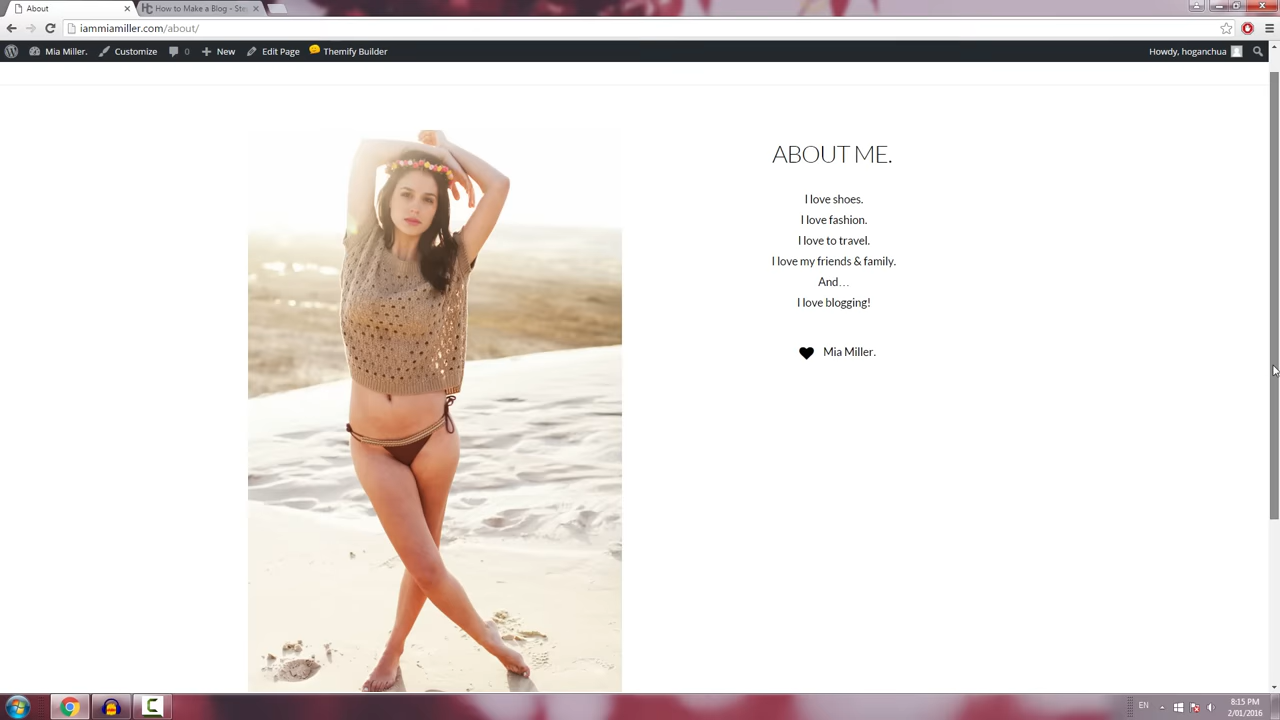 About
How to Make a Blog - Ste
iammiamiller.com/about/
Mia Miller. Customize 0 New Edit Page Themify Builder Howdy, hoganchua
ABOUT ME.
I love shoes.
I love fashion.
I love to travel.
I love my friends & family.
And…
I love blogging!
Mia Miller.
EN
8:15 PM
2/01/2016